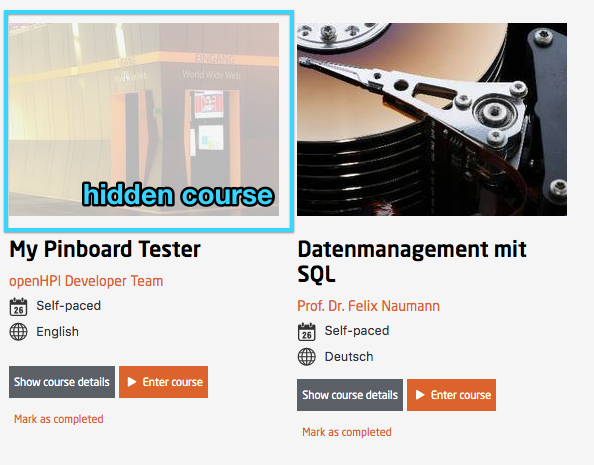 EINGANG
World Wide Web
hidden course
My Pinboard Tester
openHPI Developer Team
26 Self-paced
English
Show course details
Enter course
Mark as completed
Datenmanagement mit
SQL
Prof. Dr. Felix Naumann
26 Self-paced
Deutsch
Show course details
Enter course
Mark as completed